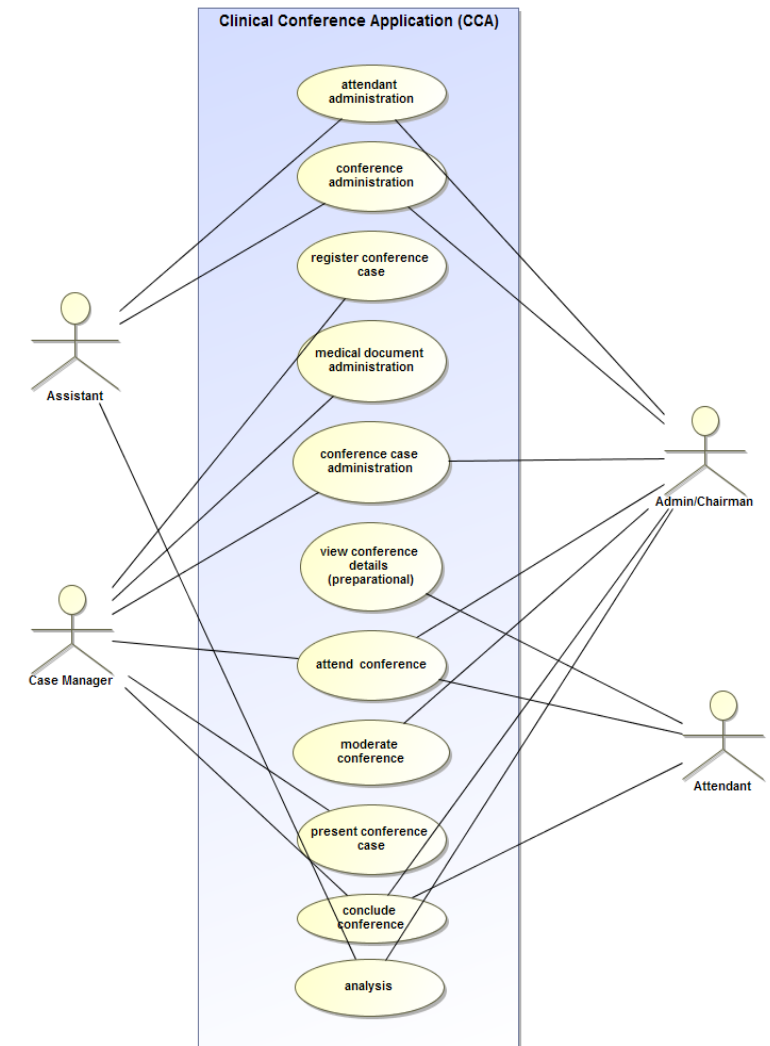 Clinical Conference Application (CCA)
attendant
administration
conference
administration
register conference
case
medical document
administration
Assistant
conference case
administration
Admin/Chairman
view conference
details
(preparational)
attend  conference
Case Manager
moderate
conference
Attendant
present conference
case
conclude
conference
analysis